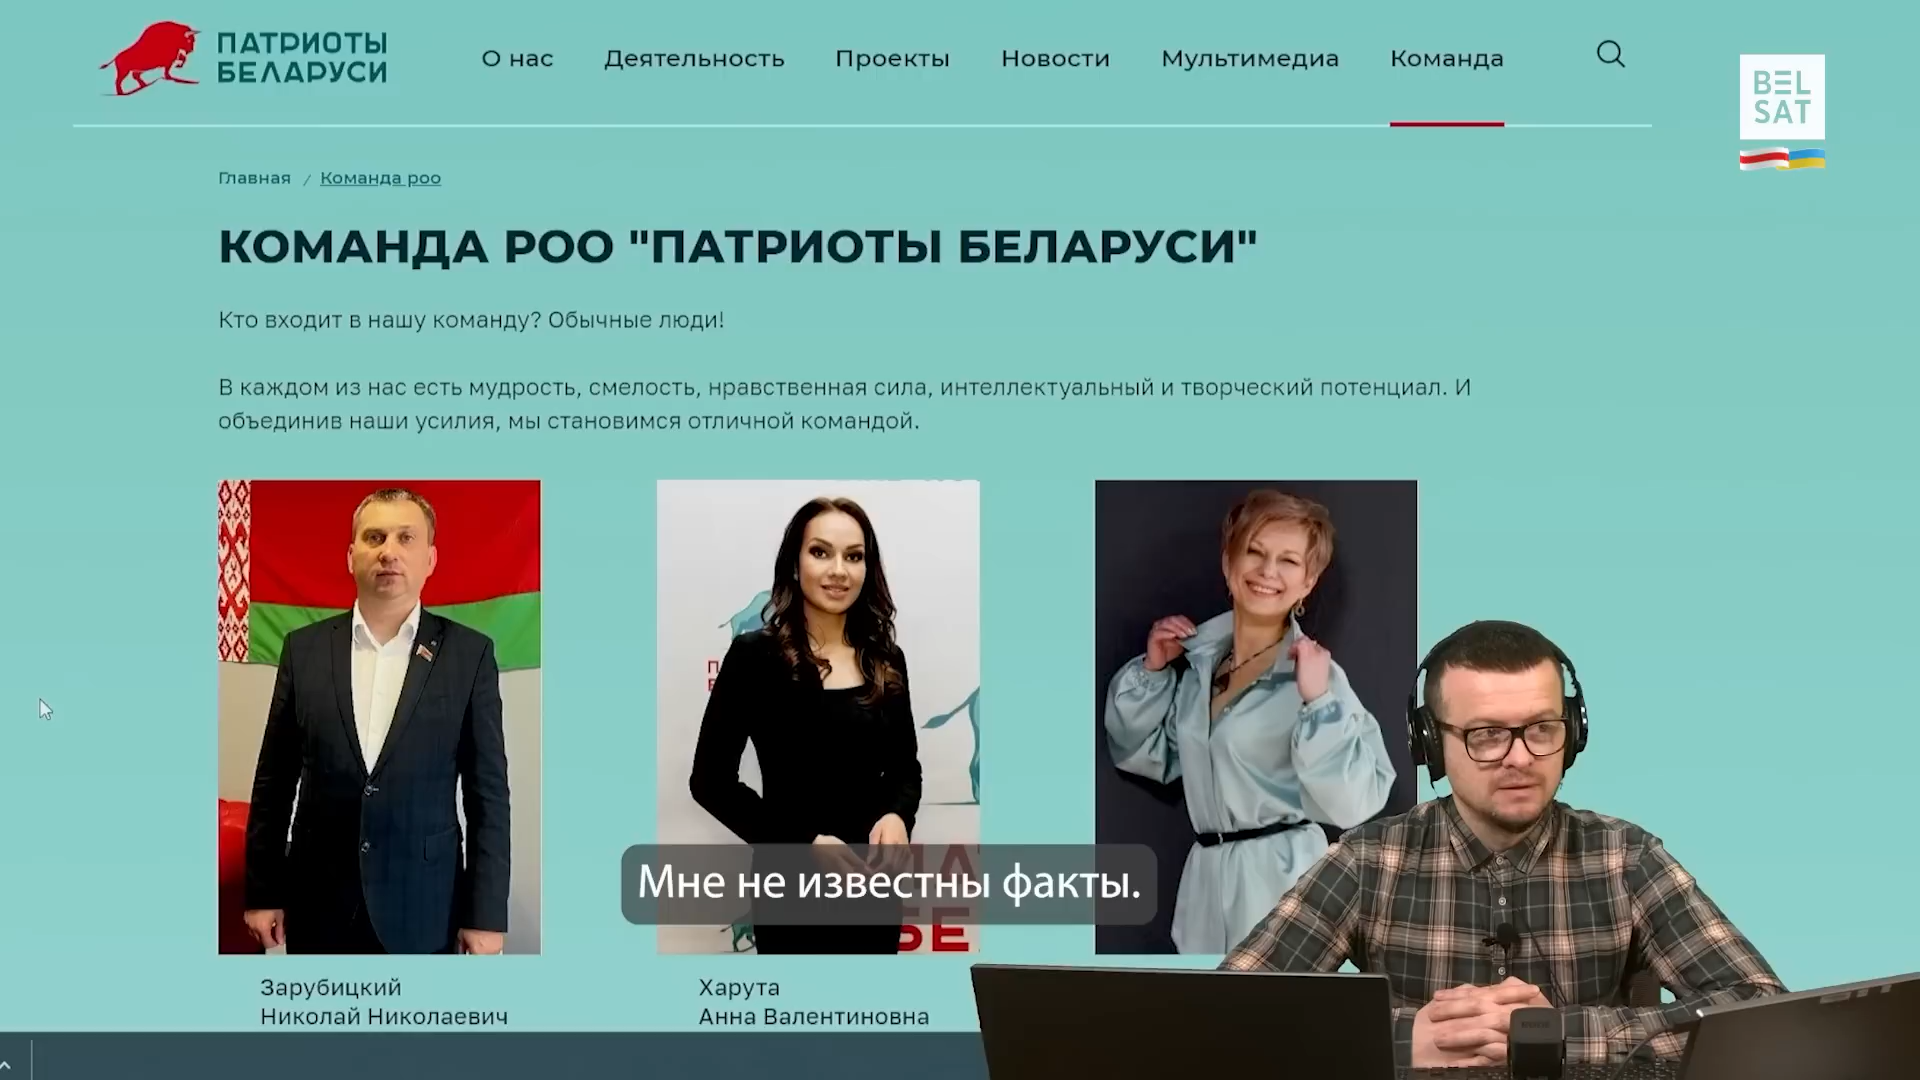 ПАТРИОТЫ
БЕЛАРУСИ
О нас
Деятельность
Проекты
Новости
Мультимедиа
Команда
BEL
SAT
Главная / Команда роо
КОМАНДА РОО "ПАТРИОТЫ БЕЛАРУСИ"
Кто входит в нашу команду? Обычные люди!
В каждом из нас есть мудрость, смелость, нравственная сила, интеллектуальный и творческий потенциал. И
объединив наши усилия, мы становимся отличной командой.
Мне не известны факты.
БЕ
Зарубицкий
Николай Николаевич
Харута
Анна Валентиновна